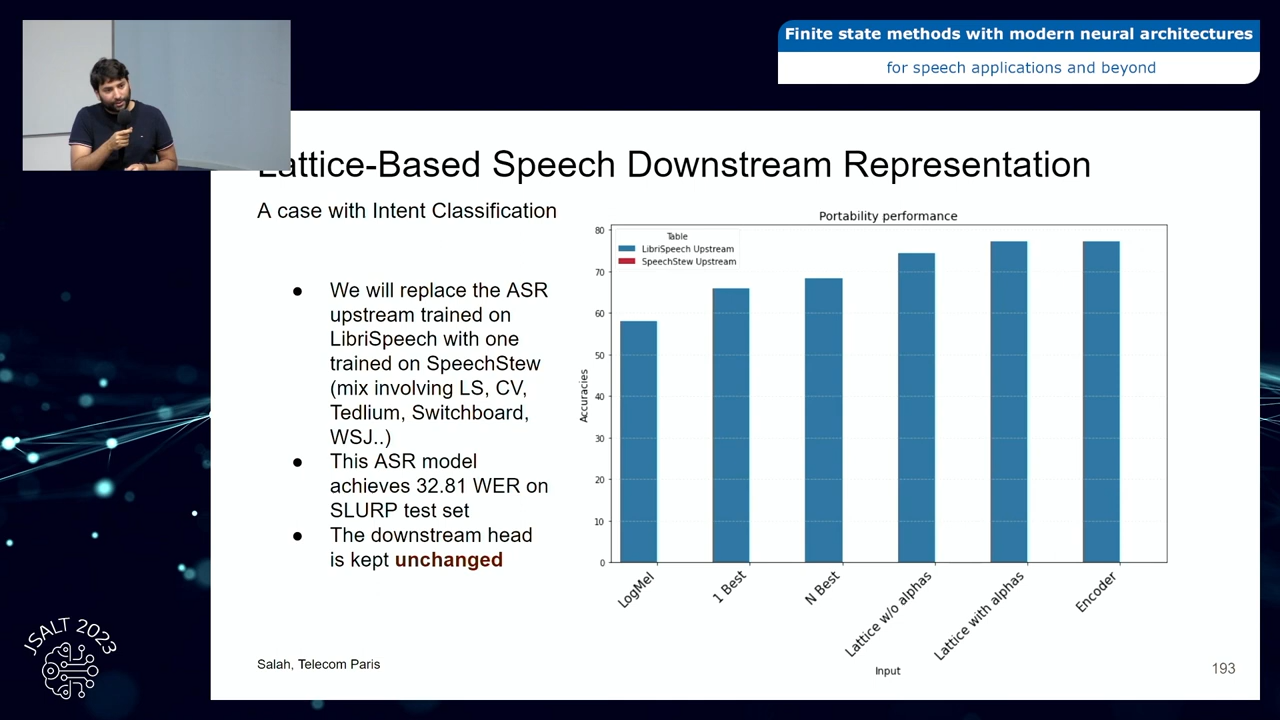 Finite state methods with modern neural architectures
for speech applications and beyond
Lattice-Based Speech Downstream Representation
A case with Intent Classification
● We will replace the ASR
upstream trained on
LibriSpeech with one
trained on SpeechStew
(mix involving LS, CV,
Tedlium, Switchboard,
WSJ..)
● This ASR model
achieves 32.81 WER on
SLURP test set
● The downstream head
is kept unchanged
Portability performance
Table
LibriSpeech Upstream
SpeechStew Upstream
80
70
60
50
40
30
20
10
0
Accuracies
LogMel
1 Best
N Best
Lattice w/o alphas
Lattice with alphas
Encoder
Input
JSALT 2023
Salah, Telecom Paris
193